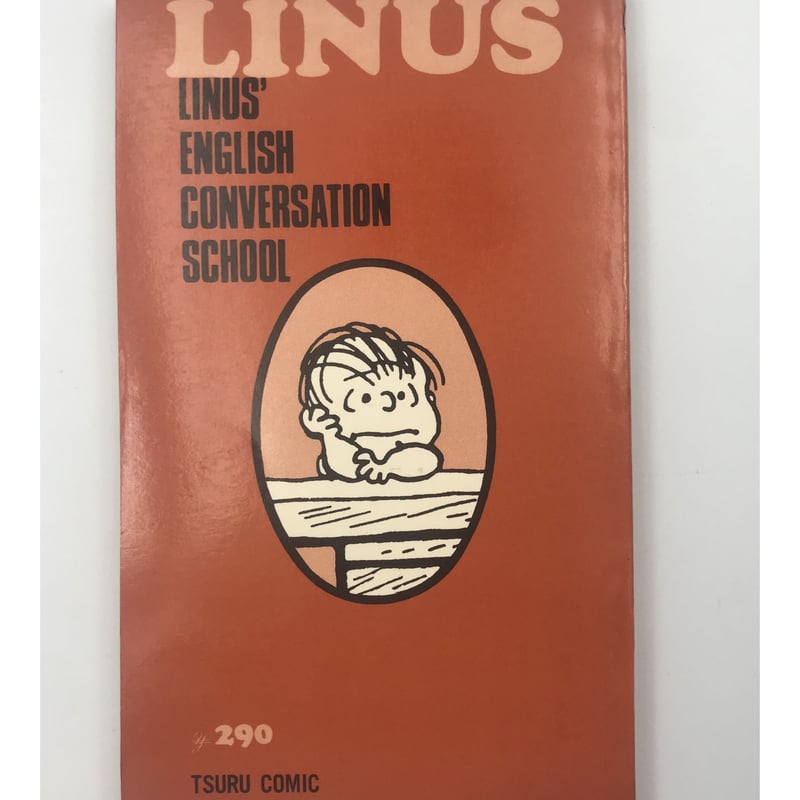 LINUS
LINUS'
ENGLISH
CONVERSATION
SCHOOL
¥290
TSURU COMIC